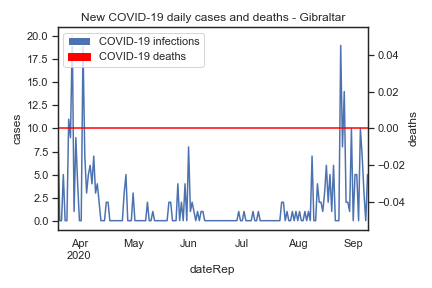 New COVID-19 daily cases and deaths - Gibraltar
COVID-19 infections
COVID-19 deaths
20.0
17.5
15.0
12.5
10.0
7.5
5.0
2.5
0.0
cases
0.04
0.02
0.00
−0.02
−0.04
deaths
Apr May Jun Jul Aug Sep
2020
dateRep